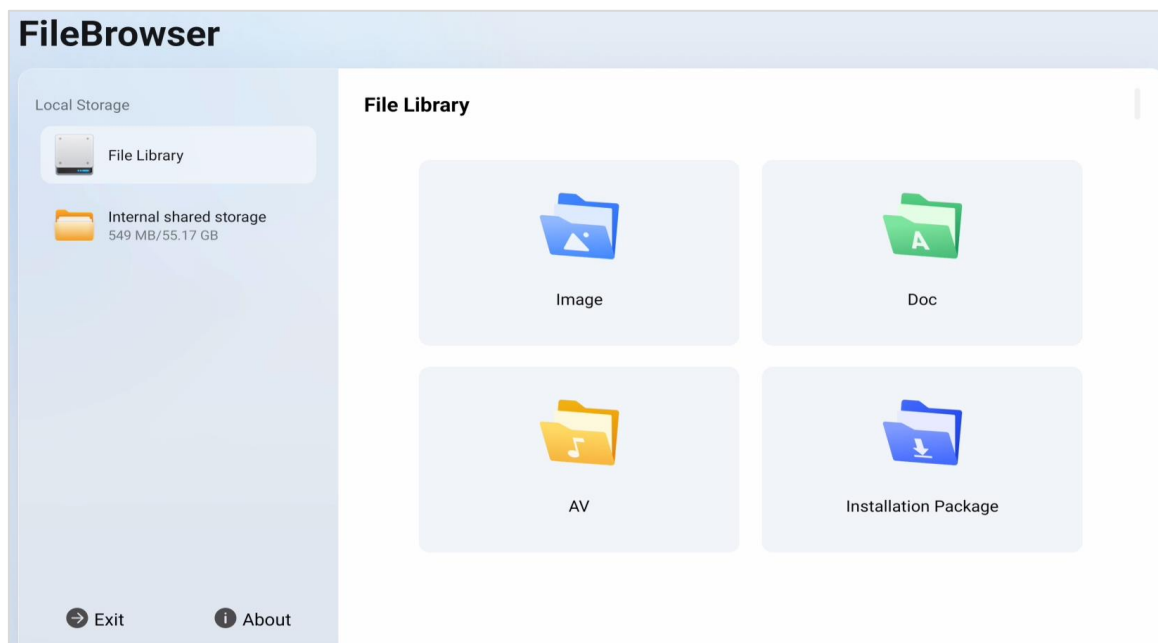 FileBrowser
Local Storage
File Library
Internal shared storage
549 MB/55.17 GB
Exit
About
File Library
Image
Doc
AV
Installation Package